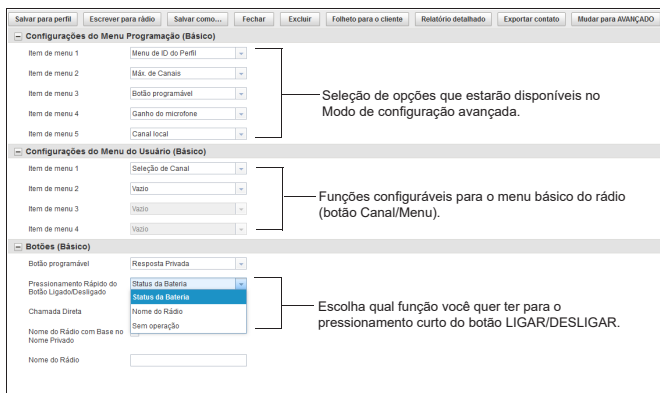 Salvar para perfil Escrever para rádio Salvar como... Fechar Excluir Folheto para o cliente Relatório detalhado Exportar contato Mudar para AVANÇADO
Configurações do Menu Programação (Básico)
Item de menu 1 Menu de ID do Perfil
Item de menu 2 Máx. de Canais
Item de menu 3 Botão programável
Item de menu 4 Ganho do microfone
Item de menu 5 Canal local
Seleção de opções que estarão disponíveis no
Modo de configuração avançada.
Configurações do Menu do Usuário (Básico)
Item de menu 1 Seleção de Canal
Item de menu 2 Vazio
Item de menu 3 Vazio
Item de menu 4 Vazio
Funções configuráveis para o menu básico do rádio
(botão Canal/Menu).
Botões (Básico)
Botão programável Resposta Privada
Pressionamento Rápido do
Botão Ligado/Desligado
Status da Bateria
Status da Bateria
Chamada Direta
Nome do Rádio
Sem operação
Nome do Rádio com Base no
Nome Privado
Nome do Rádio
Escolha qual função você quer ter para o
pressionamento curto do botão LIGAR/DESLIGAR.